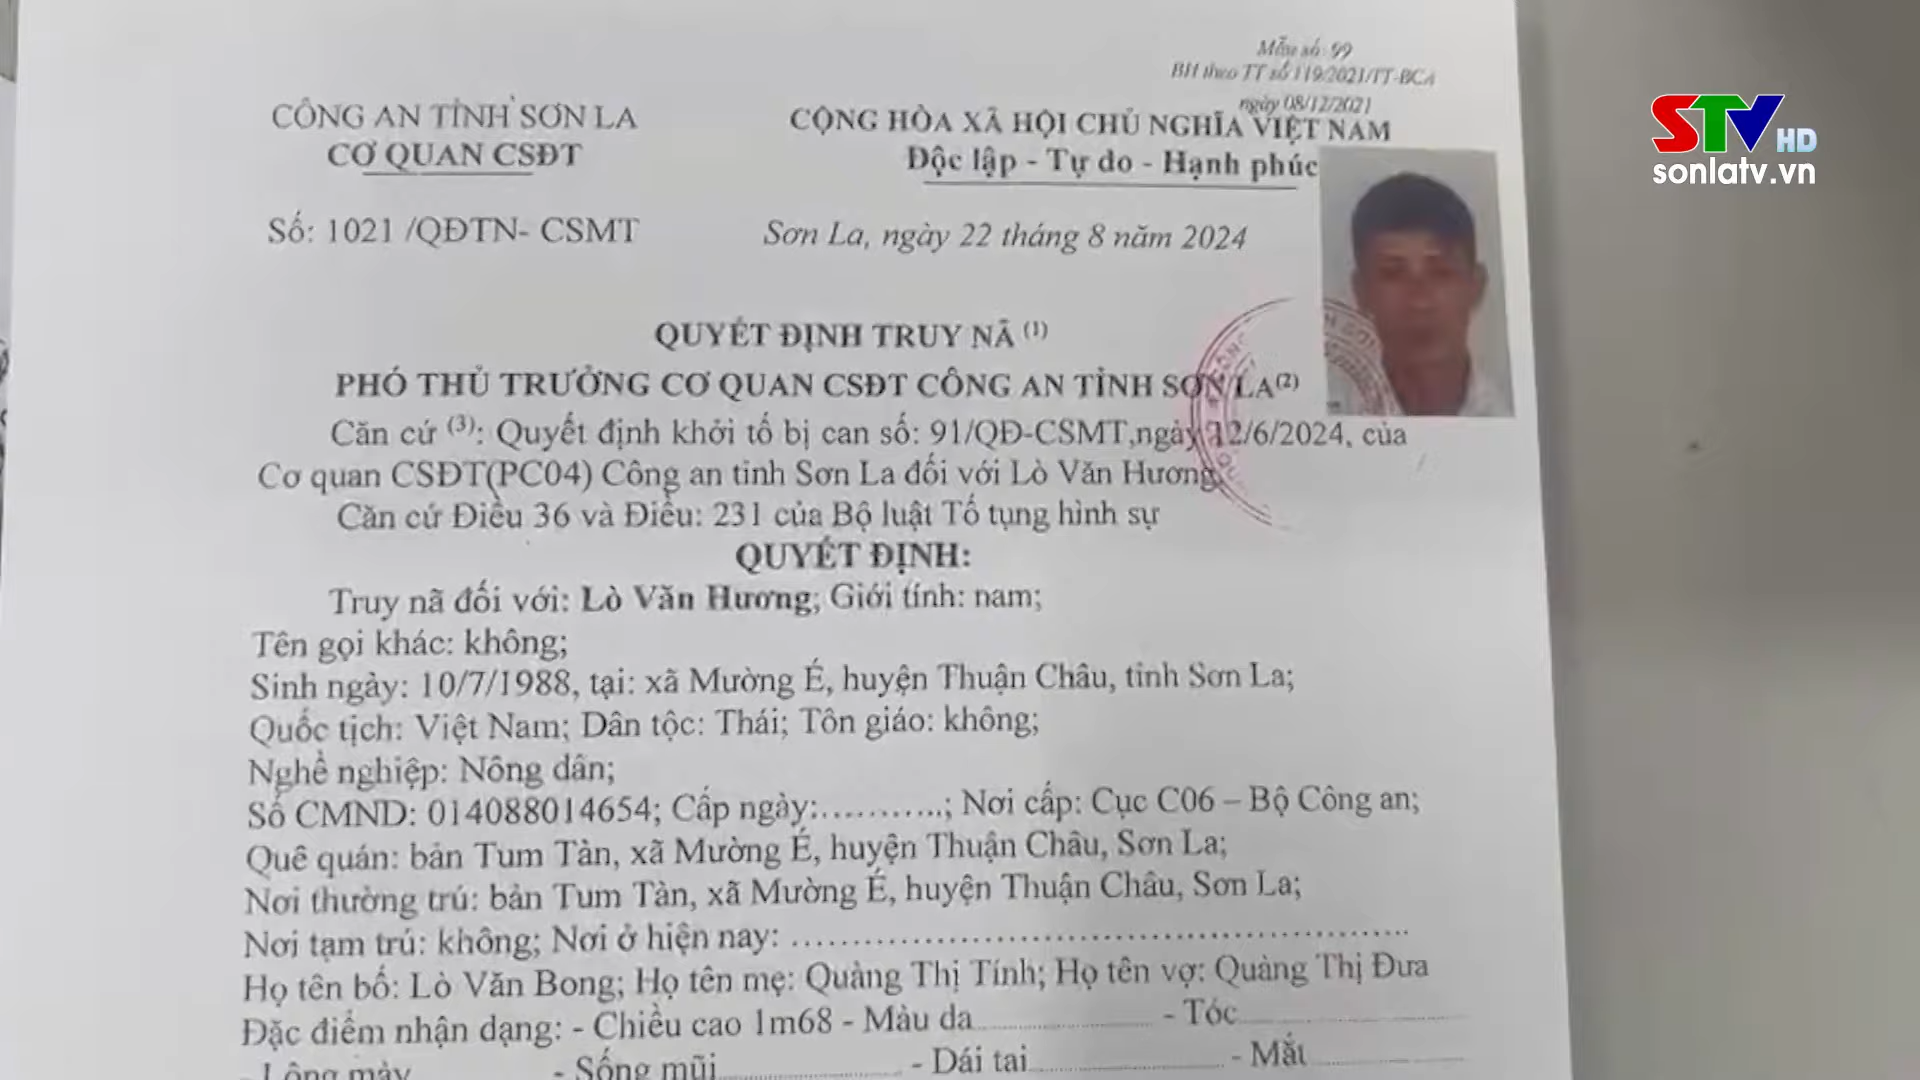 Mẫu số: 99
BH theo TT số 119/2021/TT-BCA
ngày 08/12/2021
CÔNG AN TỈNH SƠN LA
CƠ QUAN CSĐT
CỘNG HÒA XÃ HỘI CHỦ NGHĨA VIỆT NAM
Độc lập - Tự do - Hạnh phúc
STV HD
sonlatv.vn
Số: 1021 /QĐTN- CSMT
Sơn La, ngày 22 tháng 8 năm 2024
QUYẾT ĐỊNH TRUY NÃ (1)
PHÓ THỦ TRƯỞNG CƠ QUAN CSĐT CÔNG AN TỈNH SƠN LA(2)
Căn cứ (3): Quyết định khởi tố bị can số: 91/QĐ-CSMT,ngày 12/6/2024, của
Cơ quan CSĐT(PC04) Công an tỉnh Sơn La đối với Lò Văn Hương.
Căn cứ Điều 36 và Điều: 231 của Bộ luật Tố tụng hình sự
QUYẾT ĐỊNH:
Truy nã đối với: Lò Văn Hương; Giới tính: nam;
Tên gọi khác: không;
Sinh ngày: 10/7/1988, tại: xã Mường É, huyện Thuận Châu, tỉnh Sơn La;
Quốc tịch: Việt Nam; Dân tộc: Thái; Tôn giáo: không;
Nghề nghiệp: Nông dân;
Số CMND: 014088014654; Cấp ngày:...........; Nơi cấp: Cục C06 – Bộ Công an;
Quê quán: bản Tum Tàn, xã Mường É, huyện Thuận Châu, Sơn La;
Nơi thường trú: bản Tum Tàn, xã Mường É, huyện Thuận Châu, Sơn La;
Nơi tạm trú: không; Nơi ở hiện nay: ......................................................
Họ tên bố: Lò Văn Bong; Họ tên mẹ: Quàng Thị Tính; Họ tên vợ: Quàng Thị Đưa
Đặc điểm nhận dạng: - Chiều cao 1m68 - Màu da.................. - Tóc........................
- Lông mày - Sống mũi.................. - Dái tai.................... - Mắt................